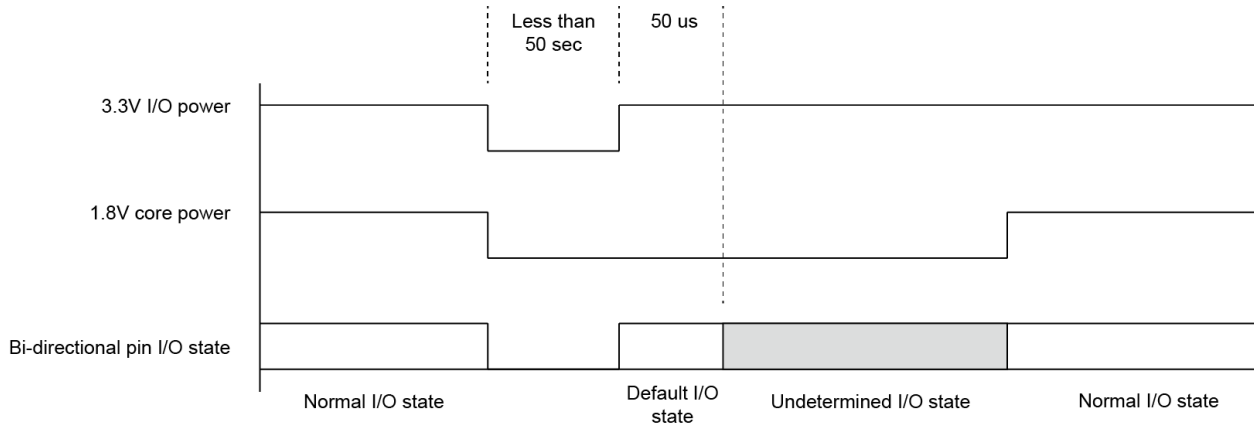 Less than
50 sec
50 us
3.3V I/O power
1.8V core power
Bi-directional pin I/O state
Normal I/O state
Default I/O
state
Undetermined I/O state
Normal I/O state